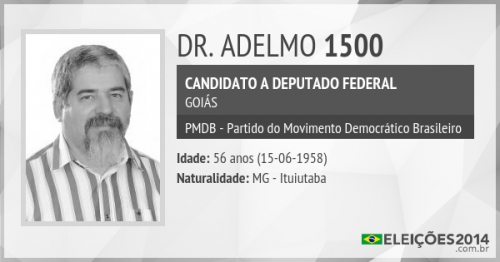 DR. ADELMO 1500
CANDIDATO A DEPUTADO FEDERAL
GOIÁS
PMDB - Partido do Movimento Democrático Brasileiro
Idade: 56 anos (15-06-1958)
Naturalidade: MG - Ituiutaba
ELEIÇÕES2014
.com.br